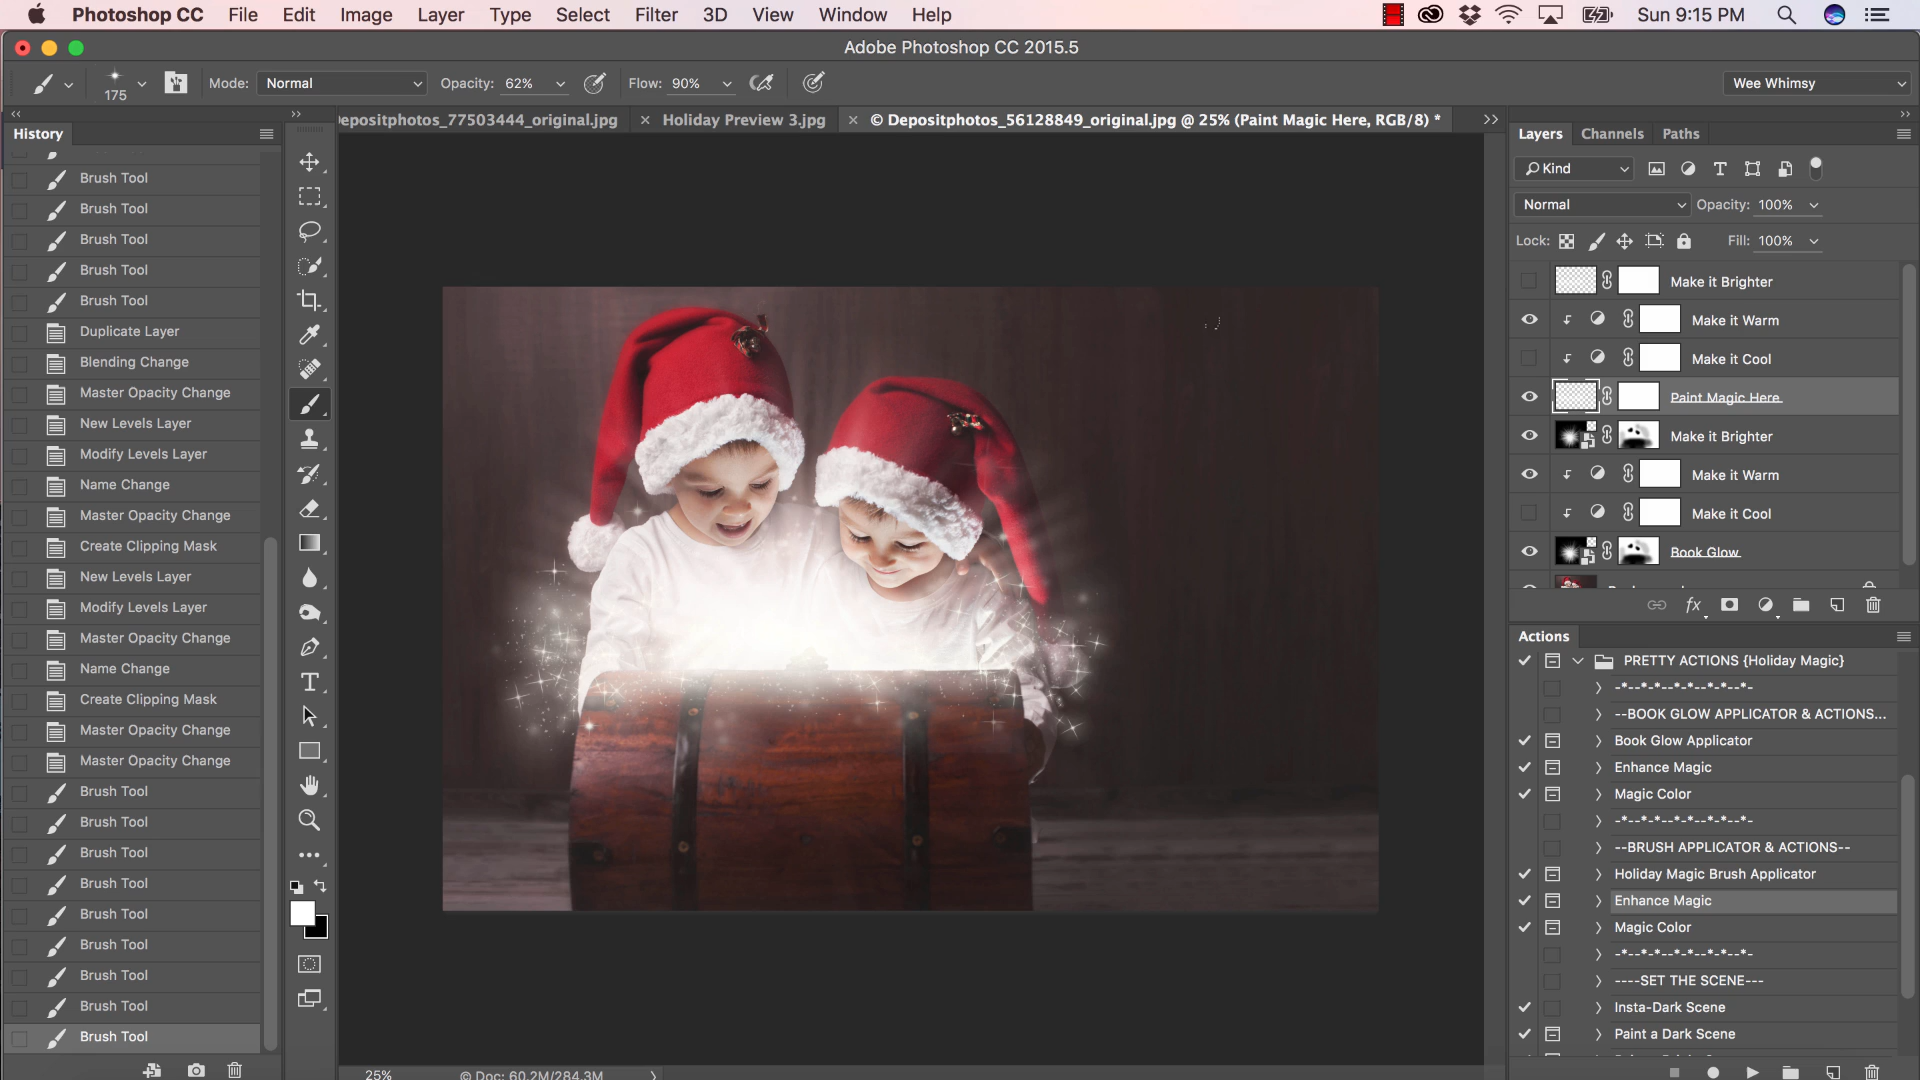 Photoshop CC File Edit Image Layer Type Select Filter 3D View Window Help Sun 9:15 PM
Adobe Photoshop CC 2015.5
175 Mode: Normal Opacity: 62% Flow: 90% Wee Whimsy
Depositphotos_77503444_original.jpg × Holiday Preview 3.jpg × © Depositphotos_56128849_original.jpg @ 25% (Paint Magic Here, RGB/8) *
History
Brush Tool
Brush Tool
Brush Tool
Brush Tool
Brush Tool
Duplicate Layer
Blending Change
Master Opacity Change
New Levels Layer
Modify Levels Layer
Name Change
Master Opacity Change
Create Clipping Mask
New Levels Layer
Modify Levels Layer
Master Opacity Change
Name Change
Create Clipping Mask
Master Opacity Change
Master Opacity Change
Brush Tool
Brush Tool
Brush Tool
Brush Tool
Brush Tool
Brush Tool
Brush Tool
Brush Tool
Brush Tool
25% © Doc: 60.2M/284.3M
Layers Channels Paths
Kind
Normal Opacity: 100%
Lock: Fill: 100%
Make it Brighter
Make it Warm
Make it Cool
Paint Magic Here
Make it Brighter
Make it Warm
Make it Cool
Book Glow
fx
Actions
PRETTY ACTIONS {Holiday Magic}
-*--*-*--*-*--*-*--*-
--BOOK GLOW APPLICATOR & ACTIONS...
Book Glow Applicator
Enhance Magic
Magic Color
-*--*-*--*-*--*-*--*-
--BRUSH APPLICATOR & ACTIONS--
Holiday Magic Brush Applicator
Enhance Magic
Magic Color
-*--*-*--*-*--*-*--*-
----SET THE SCENE---
Insta-Dark Scene
Paint a Dark Scene